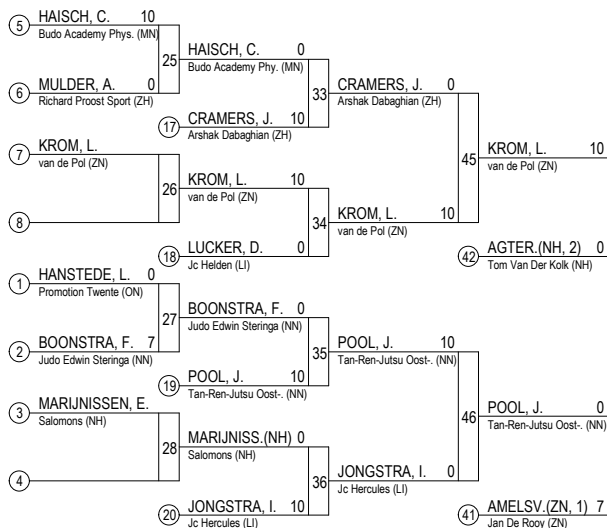 5 HAISCH, C. 10
Budo Academy Phys. (MN)
25 HAISCH, C. 0
Budo Academy Phy. (MN)
6 MULDER, A. 0
Richard Proost Sport (ZH)
33 CRAMERS, J. 0
Arshak Dabaghian (ZH)
17 CRAMERS, J. 10
Arshak Dabaghian (ZH)
7 KROM, L.
van de Pol (ZN)
45 KROM, L. 10
van de Pol (ZN)
26 KROM, L. 10
van de Pol (ZN)
8
34 KROM, L. 10
van de Pol (ZN)
18 LUCKER, D. 0
Jc Helden (LI)
42 AGTER.(NH, 2) 0
Tom Van Der Kolk (NH)
1 HANSTEDE, L. 0
Promotion Twente (ON)
27 BOONSTRA, F. 0
Judo Edwin Steringa (NN)
2 BOONSTRA, F. 7
Judo Edwin Steringa (NN)
35 POOL, J. 10
Tan-Ren-Jutsu Oost-. (NN)
19 POOL, J. 10
Tan-Ren-Jutsu Oost-. (NN)
3 MARIJNISSEN, E.
Salomons (NH)
46 POOL, J. 0
Tan-Ren-Jutsu Oost-. (NN)
28 MARIJNISS.(NH) 0
Salomons (NH)
4
36 JONGSTRA, I. 0
Jc Hercules (LI)
20 JONGSTRA, I. 10
Jc Hercules (LI)
41 AMELSV.(ZN, 1) 7
Jan De Rooy (ZN)